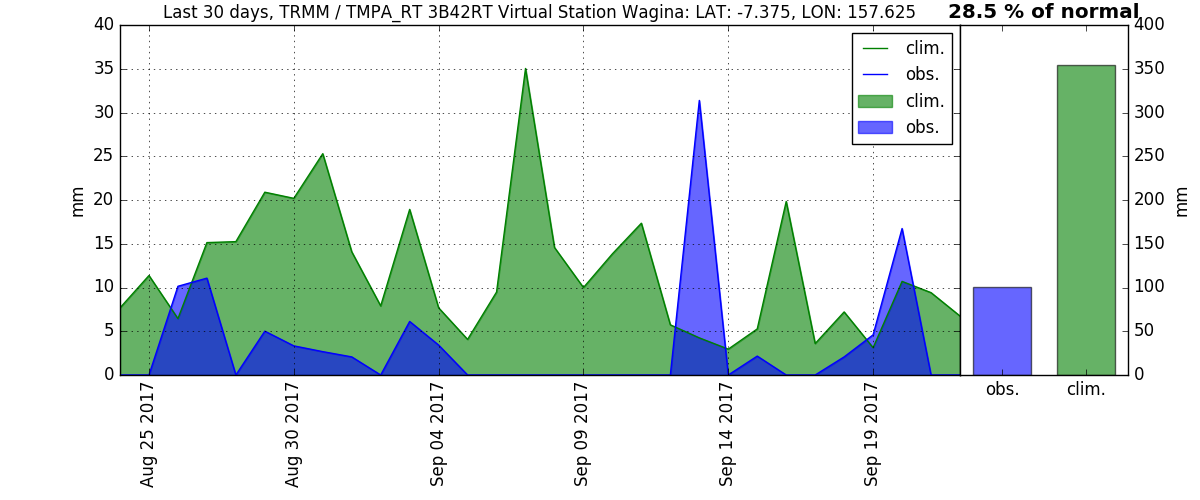 Last 30 days, TRMM / TMPA_RT 3B42RT Virtual Station Wagina: LAT: -7.375, LON: 157.625
28.5 % of normal
40
35
30
25
20
15
10
5
0
mm
clim.
obs.
clim.
obs.
Aug 25 2017
Aug 30 2017
Sep 04 2017
Sep 09 2017
Sep 14 2017
Sep 19 2017
400
350
300
250
200
150
100
50
0
mm
obs.
clim.